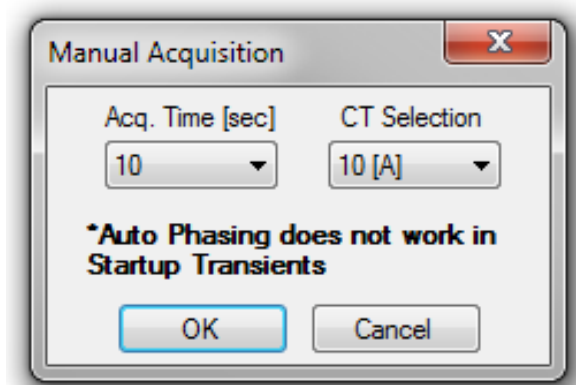 Manual Acquisition
Acq. Time [sec] CT Selection
10 10 [A]
*Auto Phasing does not work in
Startup Transients
OK Cancel